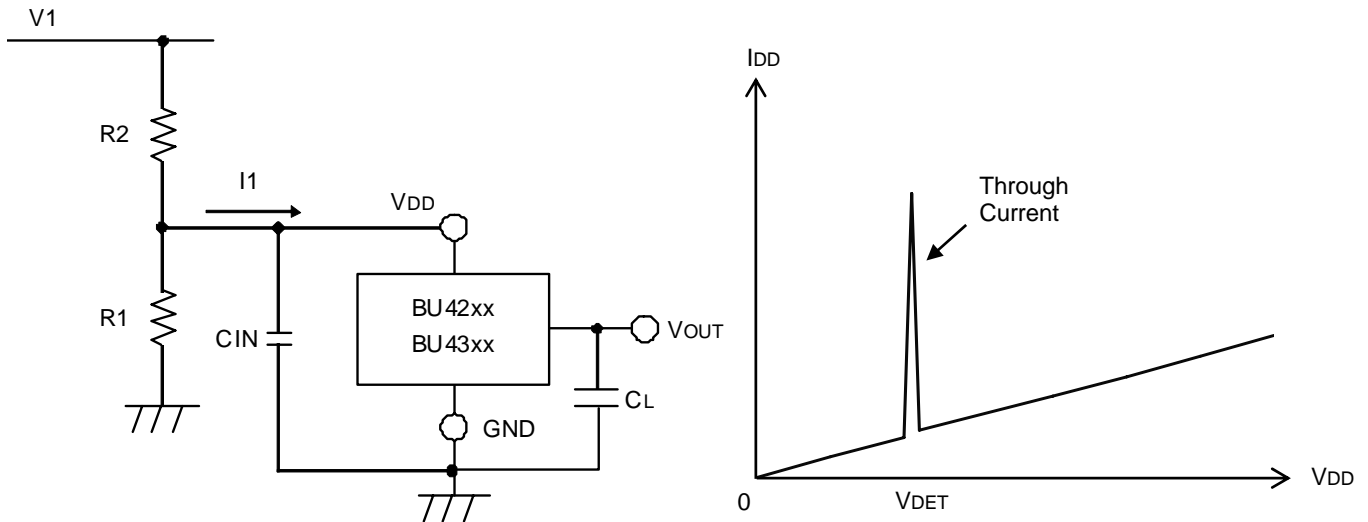 V1
R2
I1
VDD
R1
CIN
BU42xx
BU43xx
VOUT
CL
GND
IDD
Through
Current
0
VDET
VDD